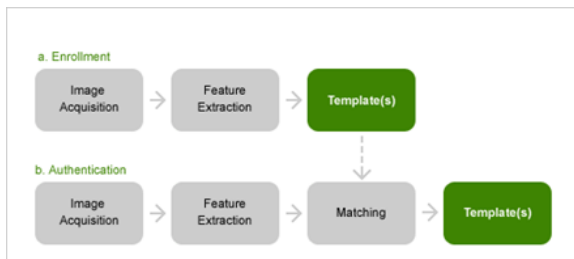 a. Enrollment
Image
Acquisition
Feature
Extraction
Template(s)
b. Authentication
Image
Acquisition
Feature
Extraction
Matching
Template(s)